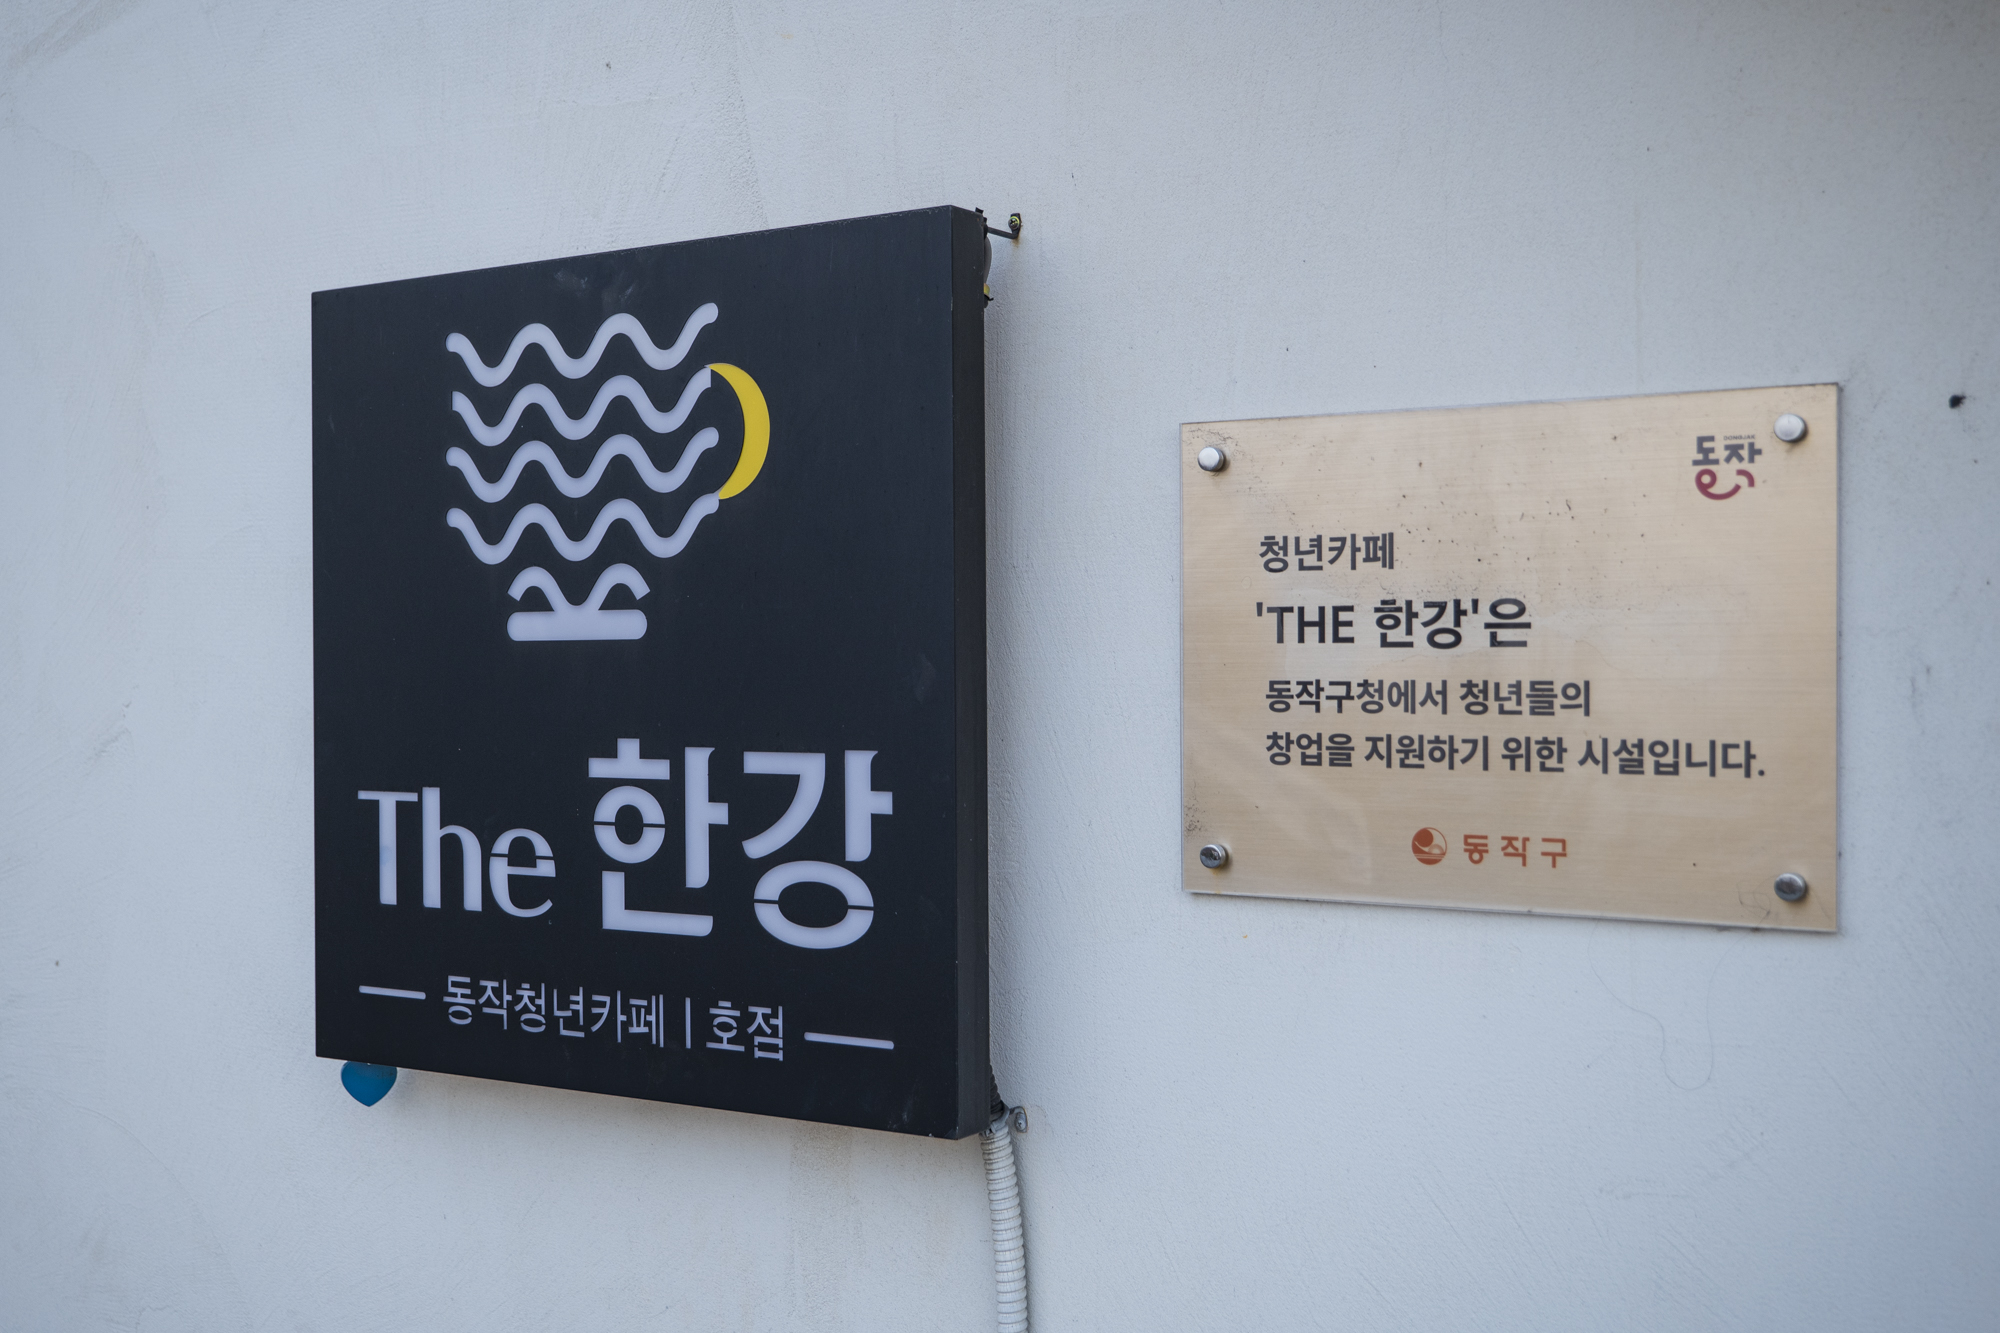 The 한강
동작청년카페 | 호점
DONGJAK
동작
청년카페
'THE 한강'은
동작구청에서 청년들의
창업을 지원하기 위한 시설입니다.
동작구